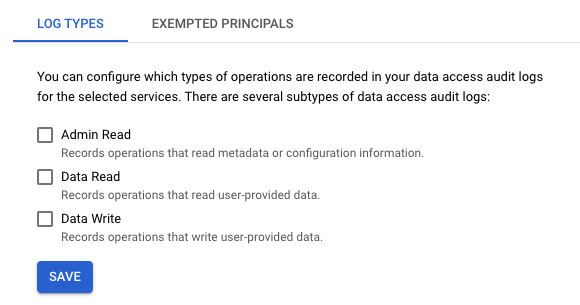 LOG TYPES EXEMPTED PRINCIPALS
You can configure which types of operations are recorded in your data access audit logs
for the selected services. There are several subtypes of data access audit logs:
Admin Read
Records operations that read metadata or configuration information.
Data Read
Records operations that read user-provided data.
Data Write
Records operations that write user-provided data.
SAVE